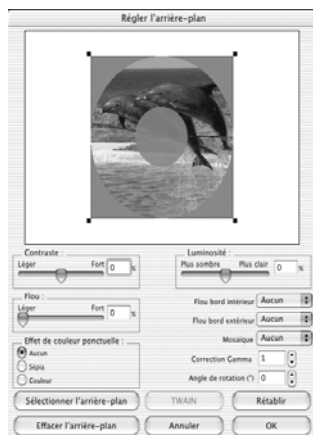 Régler l'arrière-plan
Contraste :
Léger Fort 0 %
Luminosité :
Plus sombre Plus clair 0 %
Flou :
Léger Fort 0 %
Flou bord intérieur Aucun
Flou bord extérieur Aucun
Mosaïque Aucun
Effet de couleur ponctuelle :
Aucun
Sépia
Couleur
Correction Gamma 1
Angle de rotation (°) 0
Sélectionner l'arrière-plan TWAIN Rétablir
Effacer l'arrière-plan Annuler OK